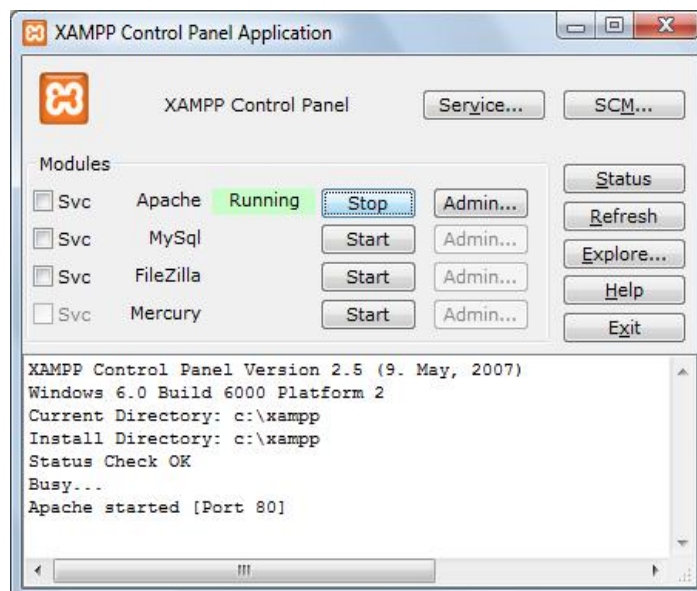 XAMPP Control Panel Application
XAMPP Control Panel Service... SCM...
Modules
Svc Apache Running Stop Admin...
Svc MySql Start Admin...
Svc FileZilla Start Admin...
Svc Mercury Start Admin...
Status
Refresh
Explore...
Help
Exit
XAMPP Control Panel Version 2.5 (9. May, 2007)
Windows 6.0 Build 6000 Platform 2
Current Directory: c:\xampp
Install Directory: c:\xampp
Status Check OK
Busy...
Apache started [Port 80]